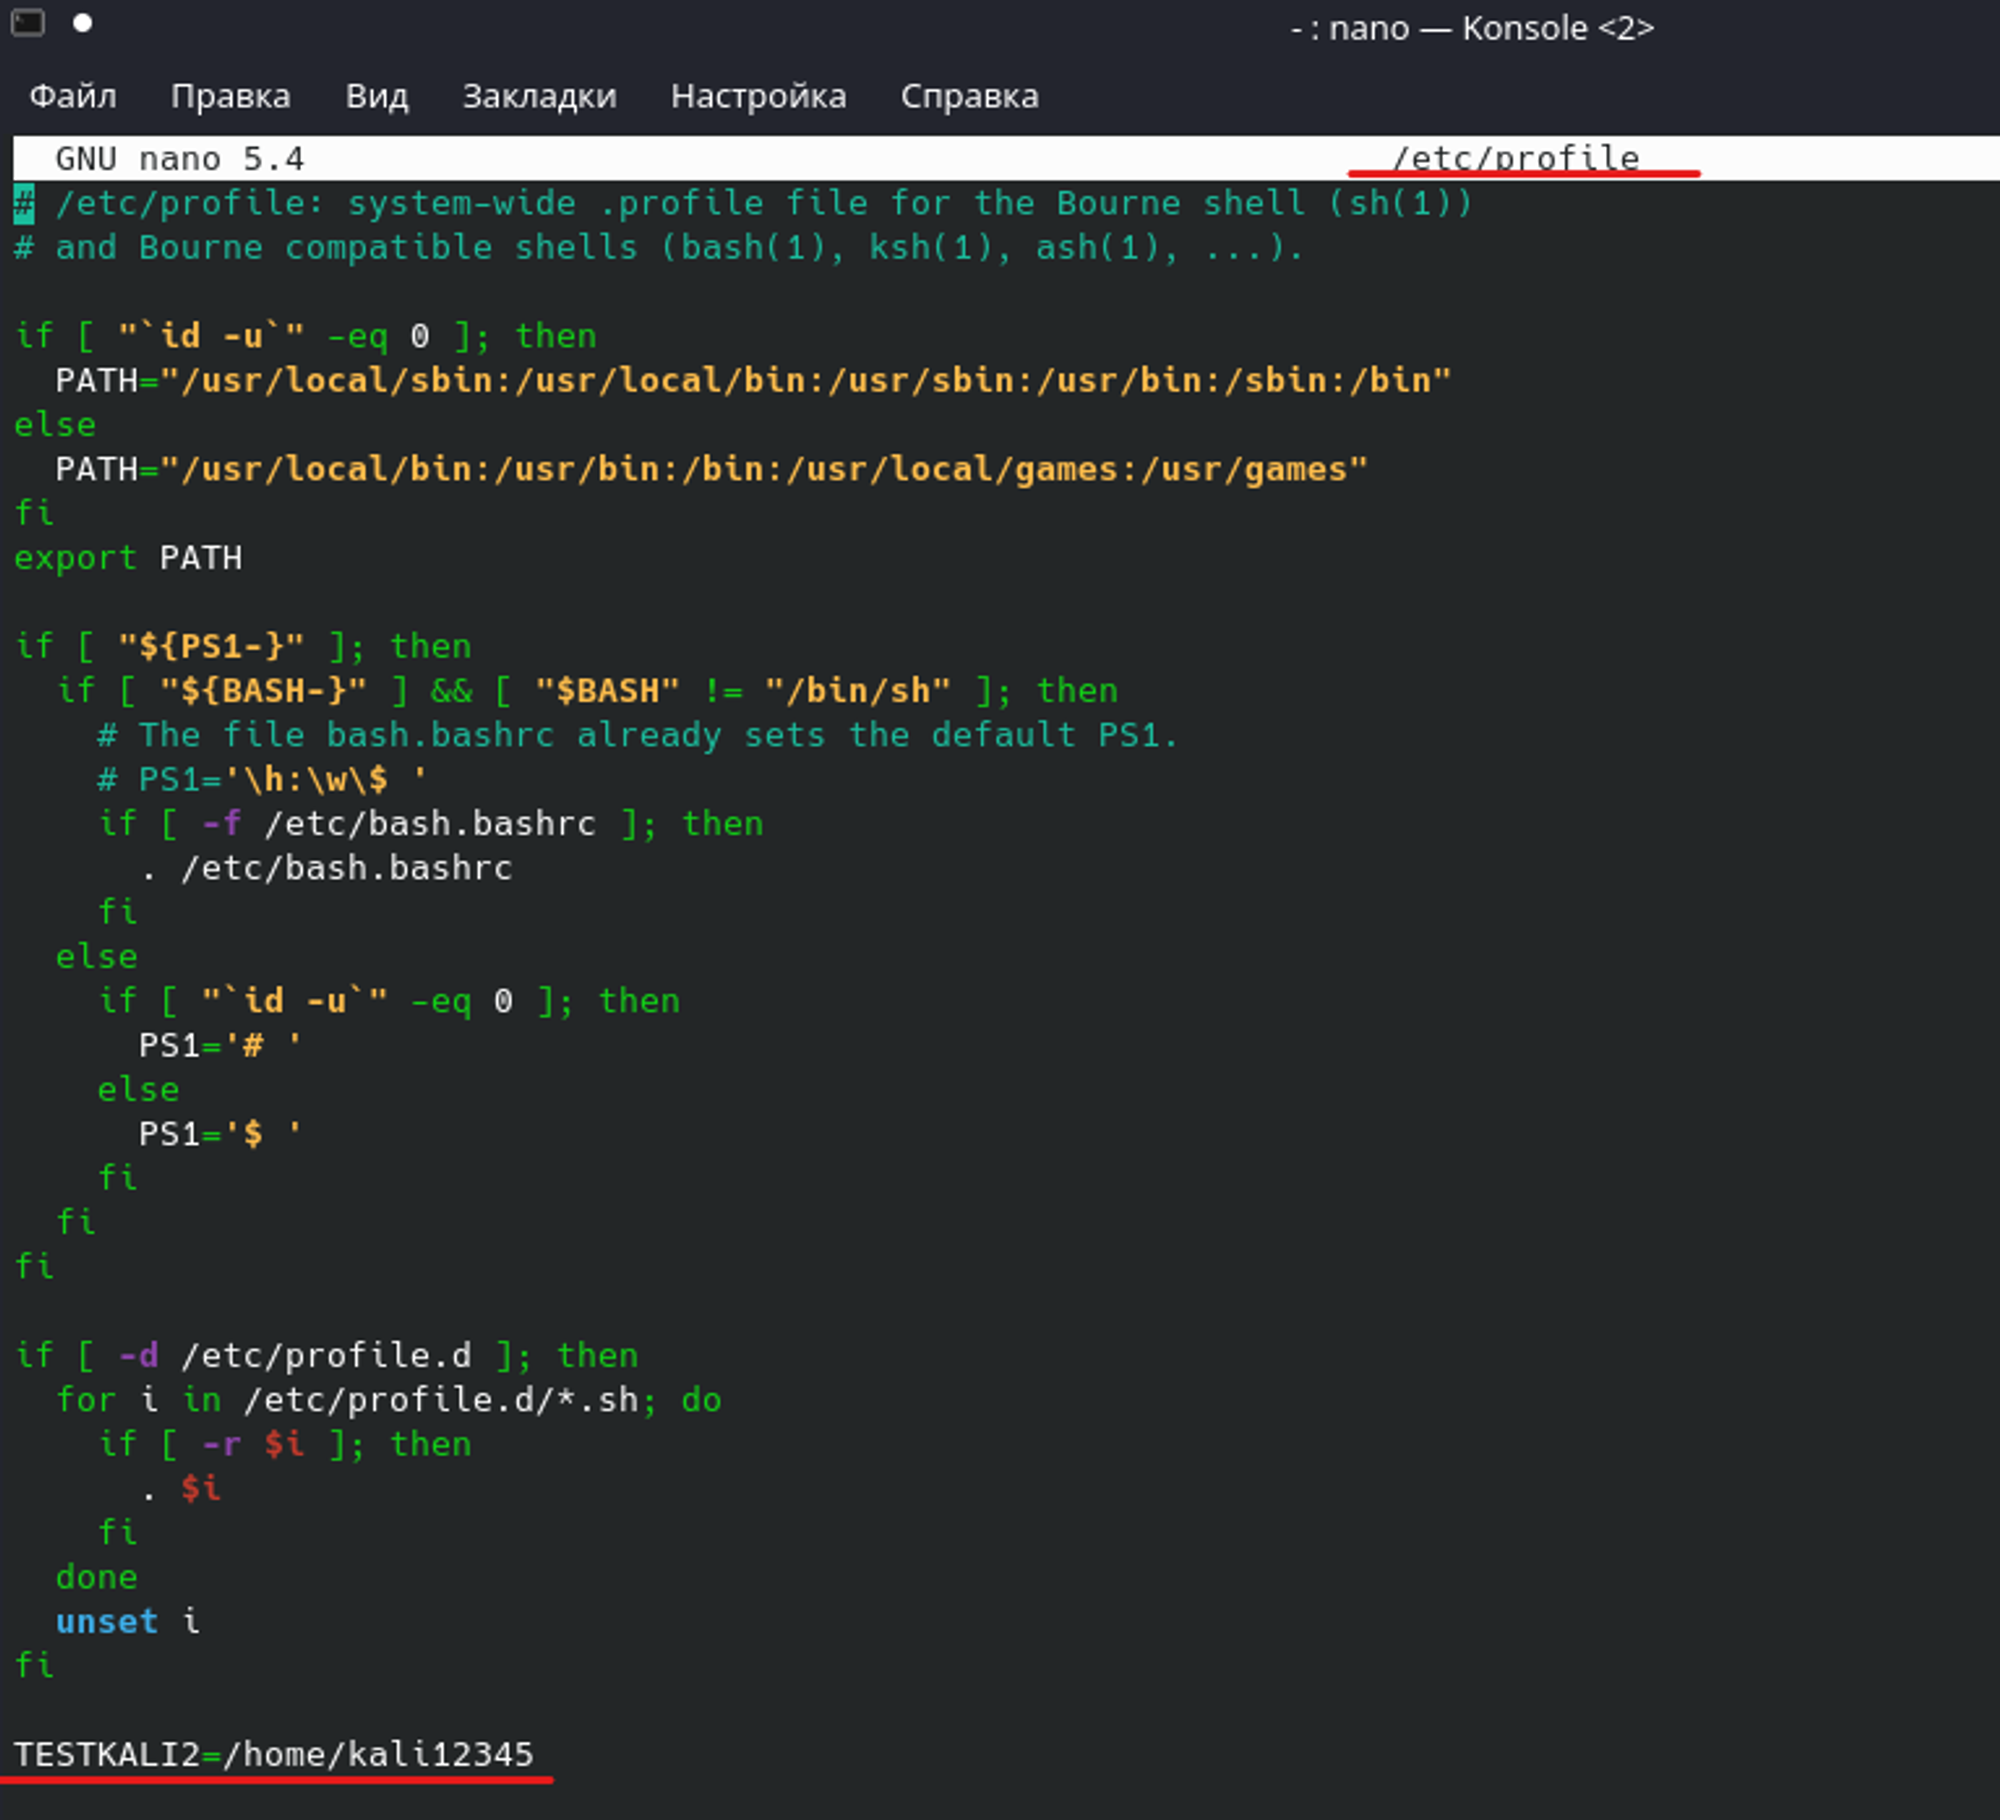 - : nano — Konsole <2>
Файл Правка Вид Закладки Настройка Справка
GNU nano 5.4 /etc/profile
# /etc/profile: system-wide .profile file for the Bourne shell (sh(1))
# and Bourne compatible shells (bash(1), ksh(1), ash(1), ...).

if [ "`id -u`" -eq 0 ]; then
  PATH="/usr/local/sbin:/usr/local/bin:/usr/sbin:/usr/bin:/sbin:/bin"
else
  PATH="/usr/local/bin:/usr/bin:/bin:/usr/local/games:/usr/games"
fi
export PATH

if [ "${PS1-}" ]; then
  if [ "${BASH-}" ] && [ "$BASH" != "/bin/sh" ]; then
    # The file bash.bashrc already sets the default PS1.
    # PS1='\h:\w\$ '
    if [ -f /etc/bash.bashrc ]; then
      . /etc/bash.bashrc
    fi
  else
    if [ "`id -u`" -eq 0 ]; then
      PS1='# '
    else
      PS1='$ '
    fi
  fi
fi

if [ -d /etc/profile.d ]; then
  for i in /etc/profile.d/*.sh; do
    if [ -r $i ]; then
      . $i
    fi
  done
  unset i
fi

TESTKALI2=/home/kali12345